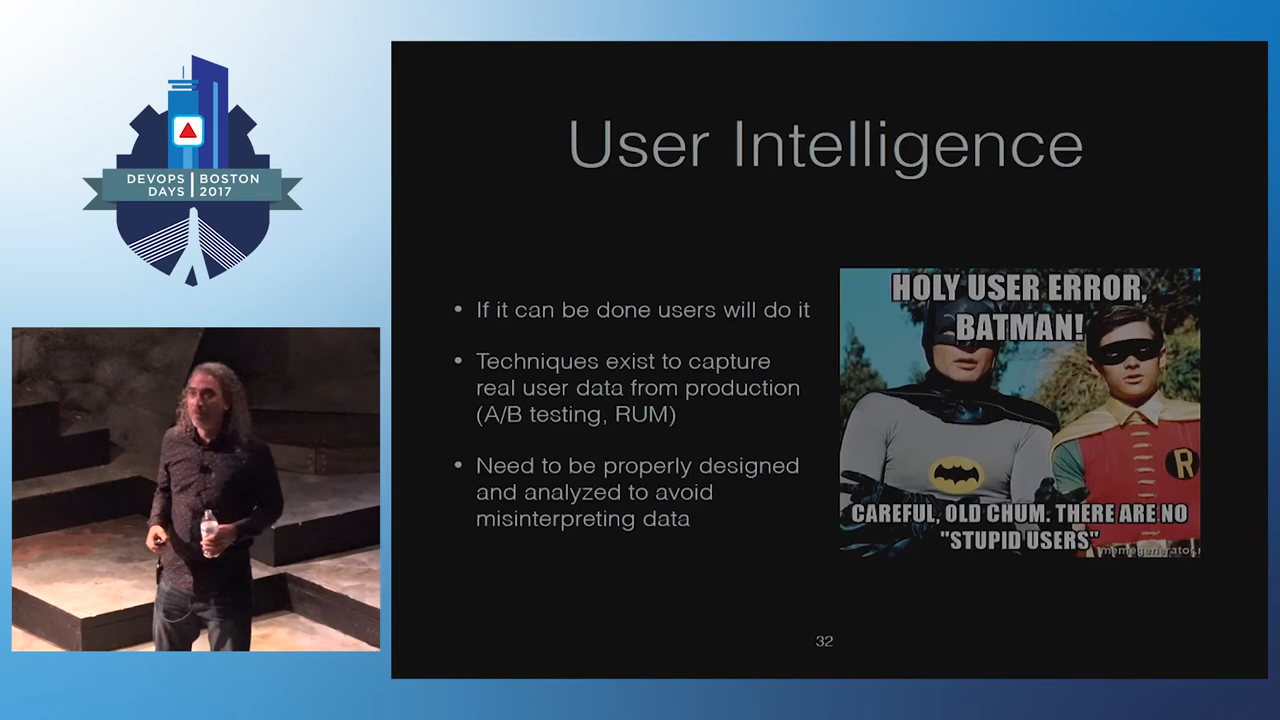 DEVOPS BOSTON
DAYS 2017
User Intelligence
• If it can be done users will do it
• Techniques exist to capture
real user data from production
(A/B testing, RUM)
• Need to be properly designed
and analyzed to avoid
misinterpreting data
HOLY USER ERROR,
BATMAN!
R
CAREFUL, OLD CHUM. THERE ARE NO
"STUPID USERS"
memegenerator.
32